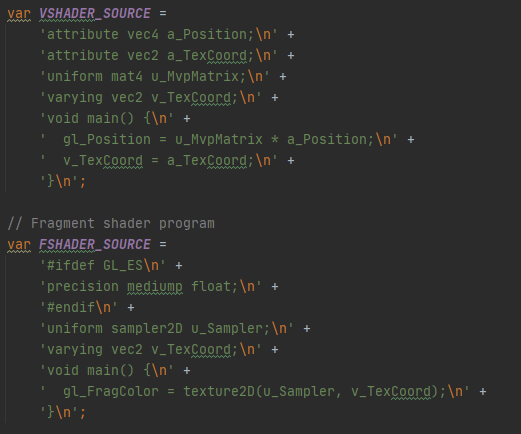 var VSHADER_SOURCE =
    'attribute vec4 a_Position;\n' +
    'attribute vec2 a_TexCoord;\n' +
    'uniform mat4 u_MvpMatrix;\n' +
    'varying vec2 v_TexCoord;\n' +
    'void main() {\n' +
    '  gl_Position = u_MvpMatrix * a_Position;\n' +
    '  v_TexCoord = a_TexCoord;\n' +
    '}\n';

// Fragment shader program
var FSHADER_SOURCE =
    '#ifdef GL_ES\n' +
    'precision mediump float;\n' +
    '#endif\n' +
    'uniform sampler2D u_Sampler;\n' +
    'varying vec2 v_TexCoord;\n' +
    'void main() {\n' +
    '  gl_FragColor = texture2D(u_Sampler, v_TexCoord);\n' +
    '}\n';